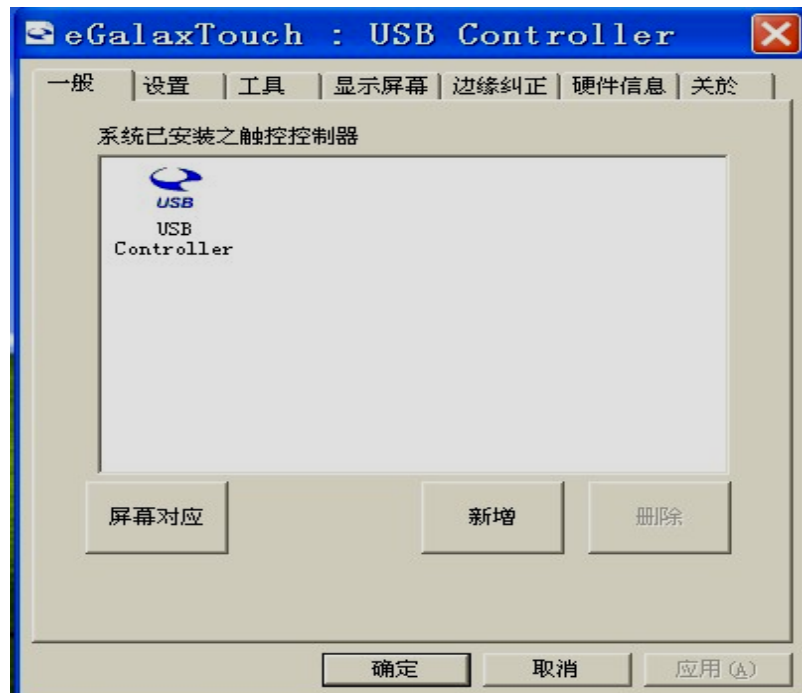 eGalaxTouch : USB Controller
一般 设置 工具 显示屏幕 边缘纠正 硬件信息 关於
系统已安装之触控控制器
USB
USB
Controller
屏幕对应 新增 删除
确定 取消 应用(A)